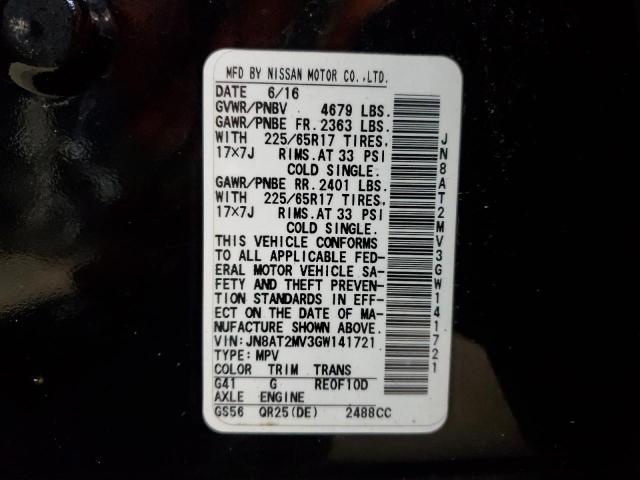 MFD BY NISSAN MOTOR CO.,LTD.
DATE 6/16
GVWR/PNBV 4679 LBS.
GAWR/PNBE FR.2363 LBS.
WITH 225/65R17 TIRES,
17×7J RIMS.AT 33 PSI
COLD SINGLE.
GAWR/PNBE RR.2401 LBS.
WITH 225/65R17 TIRES,
17×7J RIMS.AT 33 PSI
COLD SINGLE.
THIS VEHICLE CONFORMS
TO ALL APPLICABLE FED-
ERAL MOTOR VEHICLE SA-
FETY AND THEFT PREVEN-
TION STANDARDS IN EFF-
ECT ON THE DATE OF MA-
NUFACTURE SHOWN ABOVE.
VIN:JN8AT2MV3GW141721
TYPE:MPV
COLOR TRIM TRANS
G41 G RE0F10D
AXLE ENGINE
GS56 QR25(DE) 2488CC
JN8AT2MV3GW141721